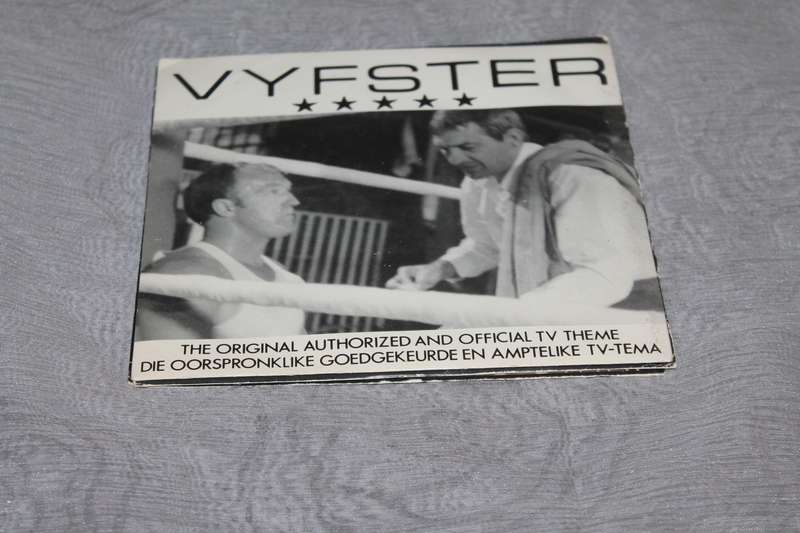 VYFSTER
★★★★★
THE ORIGINAL AUTHORIZED AND OFFICIAL TV THEME
DIE OORSPRONKLIKE GOEDGEKEURDE EN AMPTELIKE TV-TEMA